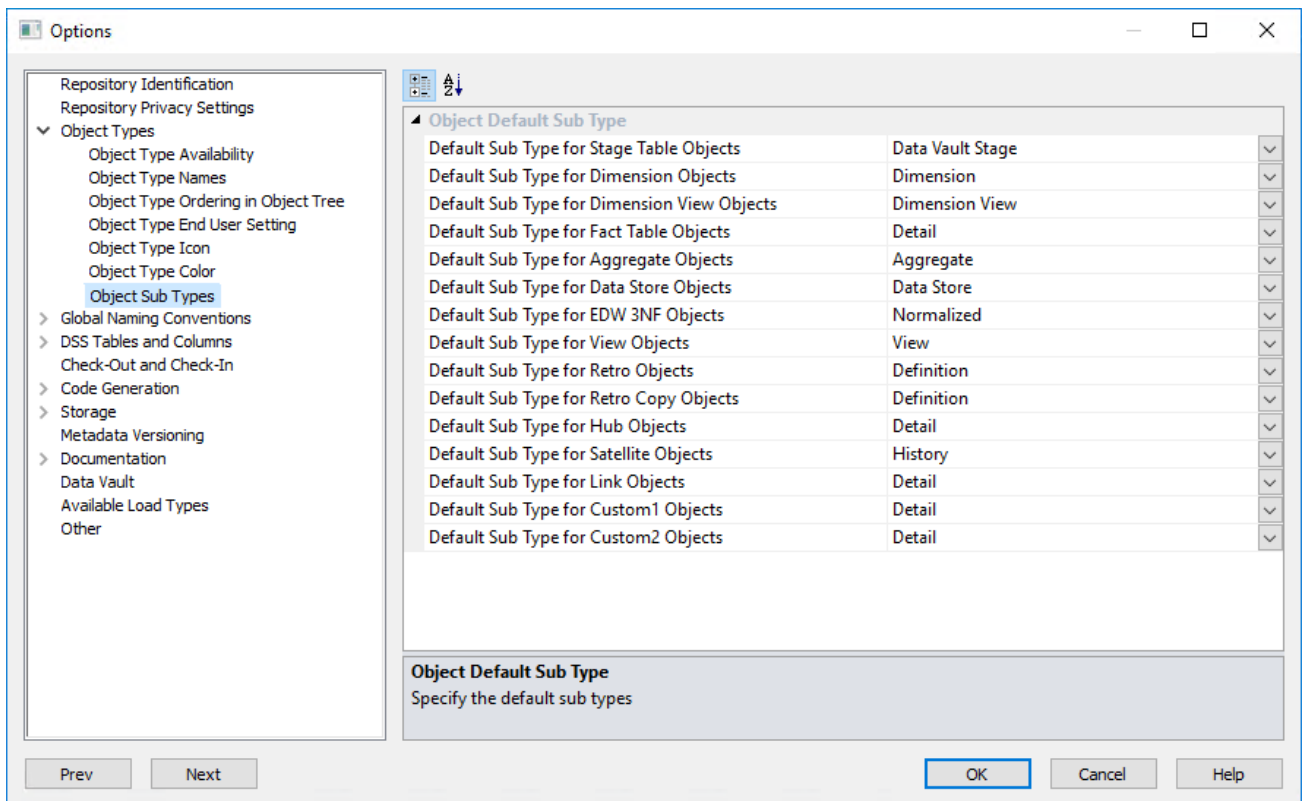 Options
Repository Identification
Repository Privacy Settings
Object Types
Object Type Availability
Object Type Names
Object Type Ordering in Object Tree
Object Type End User Setting
Object Type Icon
Object Type Color
Object Sub Types
Global Naming Conventions
DSS Tables and Columns
Check-Out and Check-In
Code Generation
Storage
Metadata Versioning
Documentation
Data Vault
Available Load Types
Other
Object Default Sub Type
Default Sub Type for Stage Table Objects Data Vault Stage
Default Sub Type for Dimension Objects Dimension
Default Sub Type for Dimension View Objects Dimension View
Default Sub Type for Fact Table Objects Detail
Default Sub Type for Aggregate Objects Aggregate
Default Sub Type for Data Store Objects Data Store
Default Sub Type for EDW 3NF Objects Normalized
Default Sub Type for View Objects View
Default Sub Type for Retro Objects Definition
Default Sub Type for Retro Copy Objects Definition
Default Sub Type for Hub Objects Detail
Default Sub Type for Satellite Objects History
Default Sub Type for Link Objects Detail
Default Sub Type for Custom1 Objects Detail
Default Sub Type for Custom2 Objects Detail
Object Default Sub Type
Specify the default sub types
Prev Next OK Cancel Help